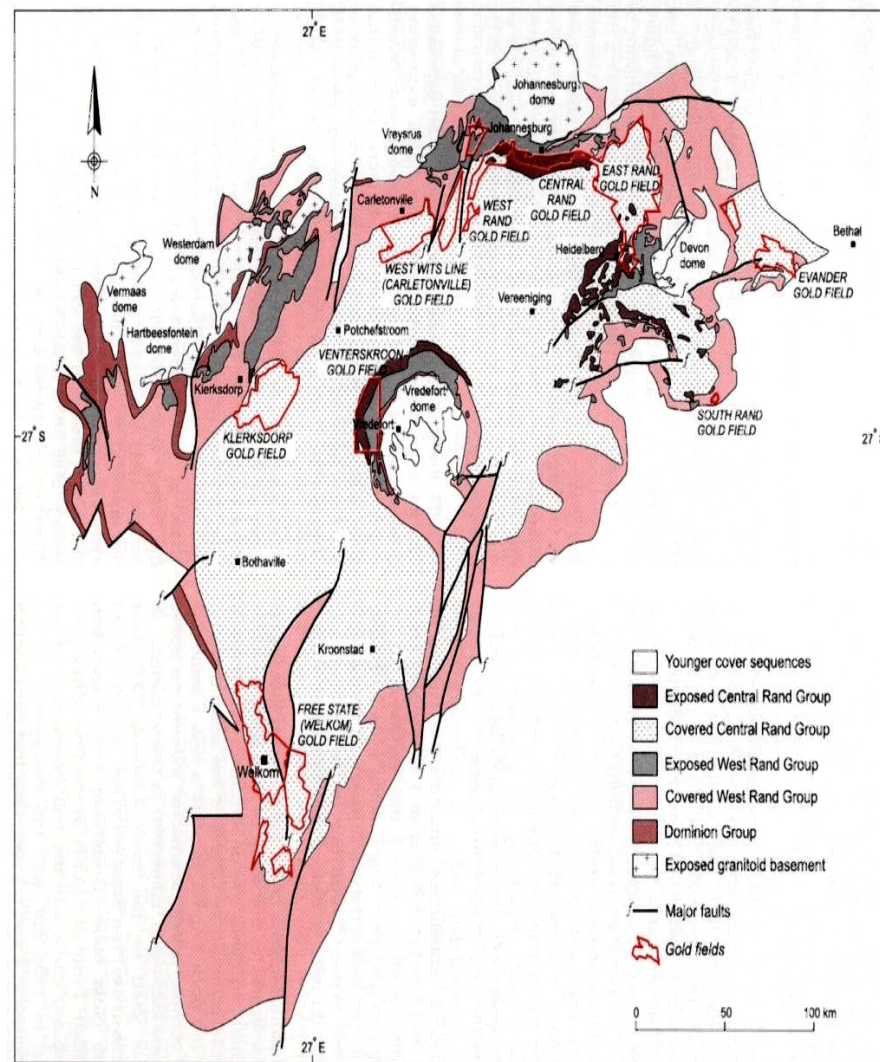 27° E
Johannesburg
dome
Vreysrus
dome
Johannesburg
EAST RAND
GOLD FIELD
CENTRAL
RAND
GOLD FIELD
Carletonville
WEST
RAND
GOLD FIELD
N
Westerdam
dome
Heidelberg
Devon
dome
Bethal
WEST WITS LINE
(CARLETONVILLE)
GOLD FIELD
EVANDER
GOLD FIELD
Vermaas
dome
Vereeniging
Hartbeesfontein
dome
Potchefstroom
VENTERSKROON
GOLD FIELD
Klerksdorp
Vredefort
dome
SOUTH RAND
GOLD FIELD
Vredefort
27° S
27° S
KLERKSDORP
GOLD FIELD
Bothaville
Kroonstad
FREE STATE
(WELKOM)
GOLD FIELD
Welkom
Younger cover sequences
Exposed Central Rand Group
Covered Central Rand Group
Exposed West Rand Group
Covered West Rand Group
Dominion Group
Exposed granitoid basement
f Major faults
Gold fields
0 50 100 km
27° E